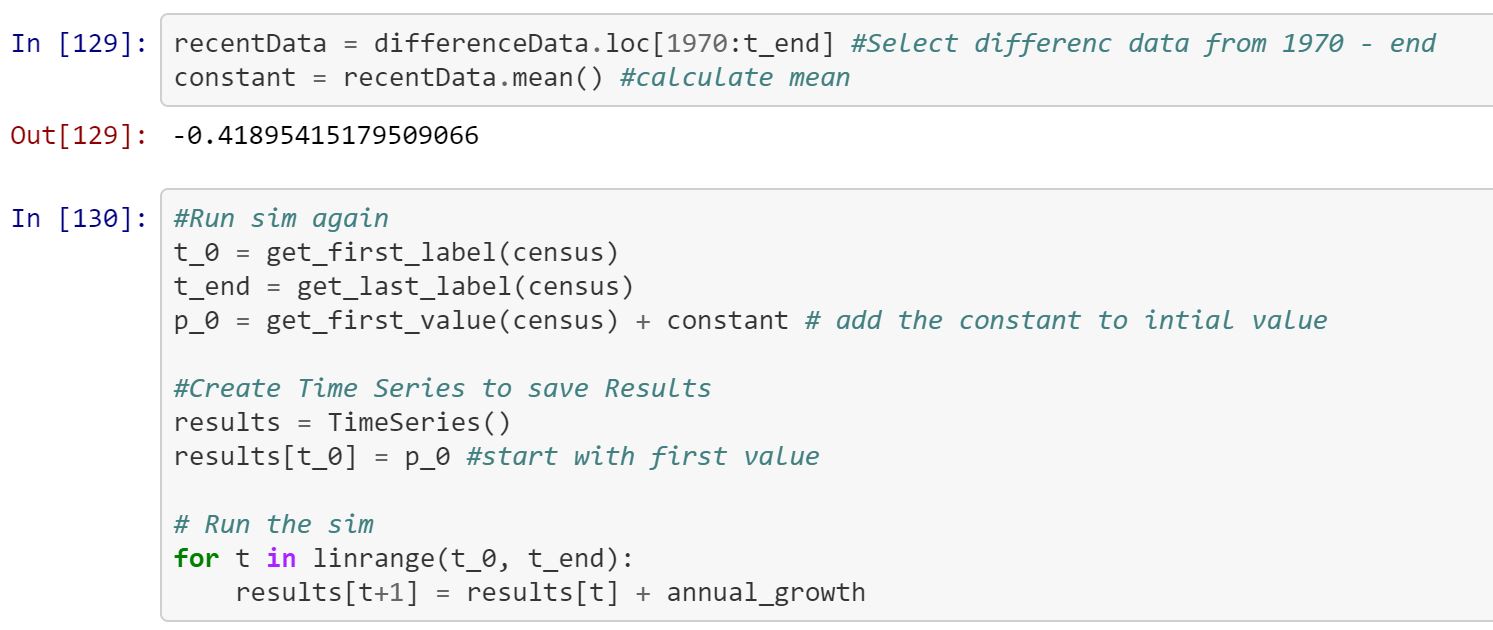 In [129]: recentData = differenceData.loc[1970:t_end] #Select differenc data from 1970 - end
constant = recentData.mean() #calculate mean
Out[129]: -0.41895415179509066
In [130]: #Run sim again
t_0 = get_first_label(census)
t_end = get_last_label(census)
p_0 = get_first_value(census) + constant # add the constant to intial value
#Create Time Series to save Results
results = TimeSeries()
results[t_0] = p_0 #start with first value
# Run the sim
for t in linrange(t_0, t_end):
    results[t+1] = results[t] + annual_growth